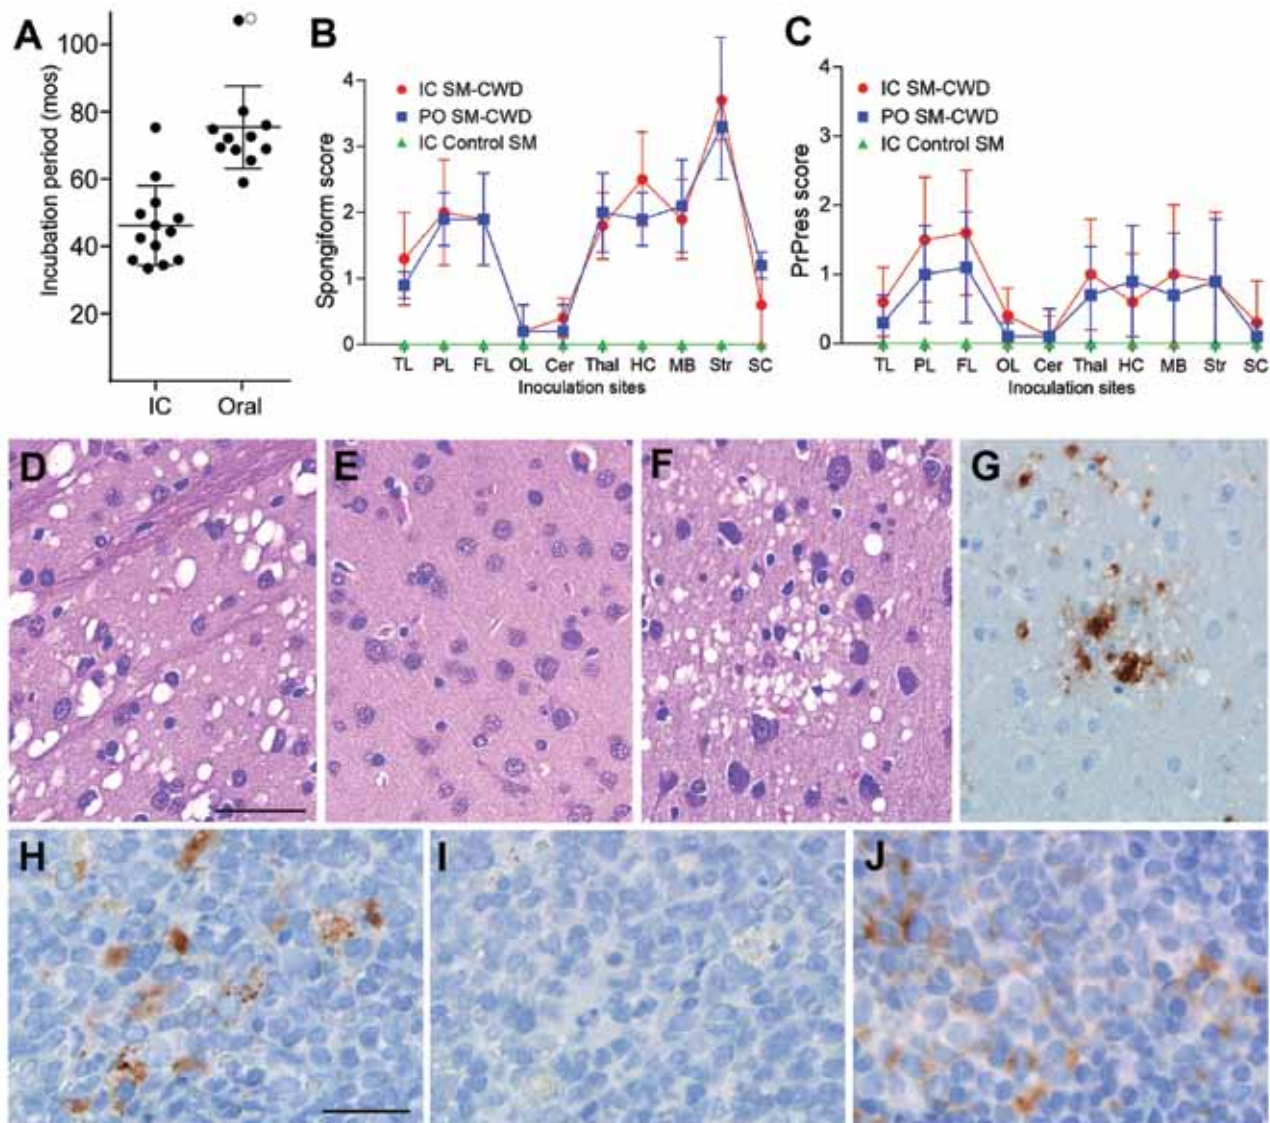 A
Incubation period (mos)
100
80
60
40
20
IC Oral
B
Spongiform score
4
3
2
1
0
IC SM-CWD
PO SM-CWD
IC Control SM
TL PL FL OL Cer Thal HC MB Str SC
Inoculation sites
C
PrPres score
4
3
2
1
0
IC SM-CWD
PO SM-CWD
IC Control SM
TL PL FL OL Cer Thal HC MB Str SC
Inoculation sites
D
E
F
G
H
I
J